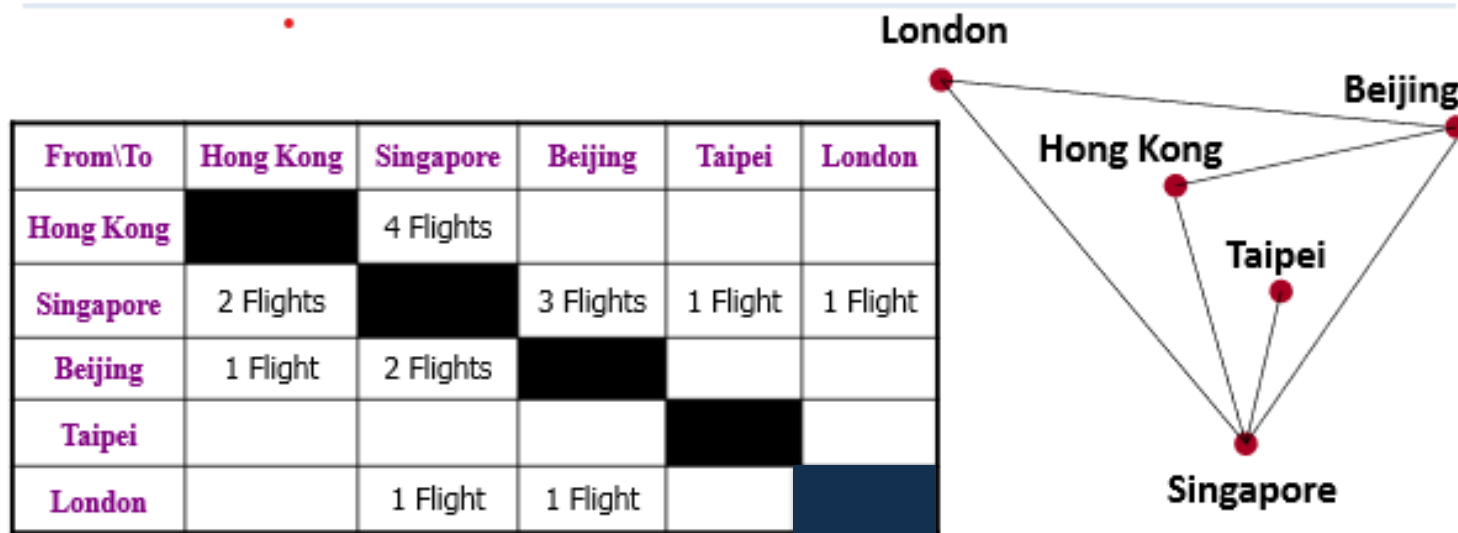 London
Beijing
Hong Kong
Taipei
Singapore
From\To Hong Kong Singapore Beijing Taipei London
Hong Kong 4 Flights
Singapore 2 Flights 3 Flights 1 Flight 1 Flight
Beijing 1 Flight 2 Flights
Taipei
London 1 Flight 1 Flight